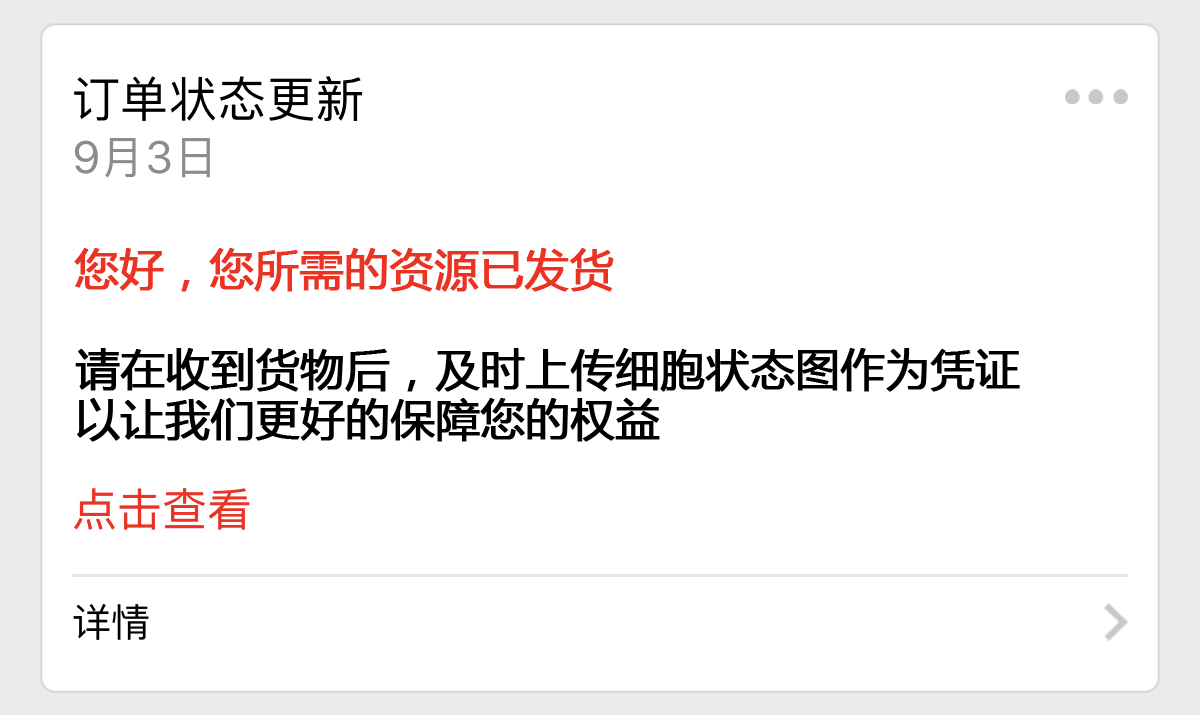 订单状态更新
9月3日
您好，您所需的资源已发货
请在收到货物后，及时上传细胞状态图作为凭证
以让我们更好的保障您的权益
点击查看
详情